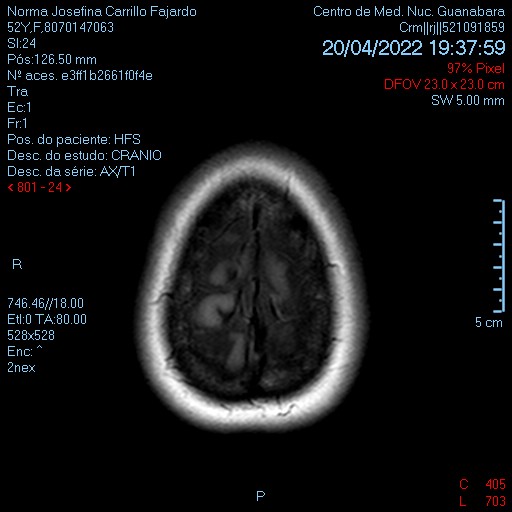 Norma Josefina Carrillo Fajardo
52Y,F,8070147063
Sl:24
Pós:126.50 mm
Nº aces. e3ff1b2661f0f4e
Tra
Ec:1
Fr:1
Pos. do paciente: HFS
Desc. do estudo: CRANIO
Desc. da série: AX/T1
< 801 - 24 >
Centro de Med. Nuc. Guanabara
Crm||rj||521091859
20/04/2022 19:37:59
97% Pixel
DFOV 23.0 x 23.0 cm
SW 5.00 mm
R
746.46//18.00
Etl:0 TA:80.00
528x528
Enc: ^
2nex
5 cm
P
C 405
L 703